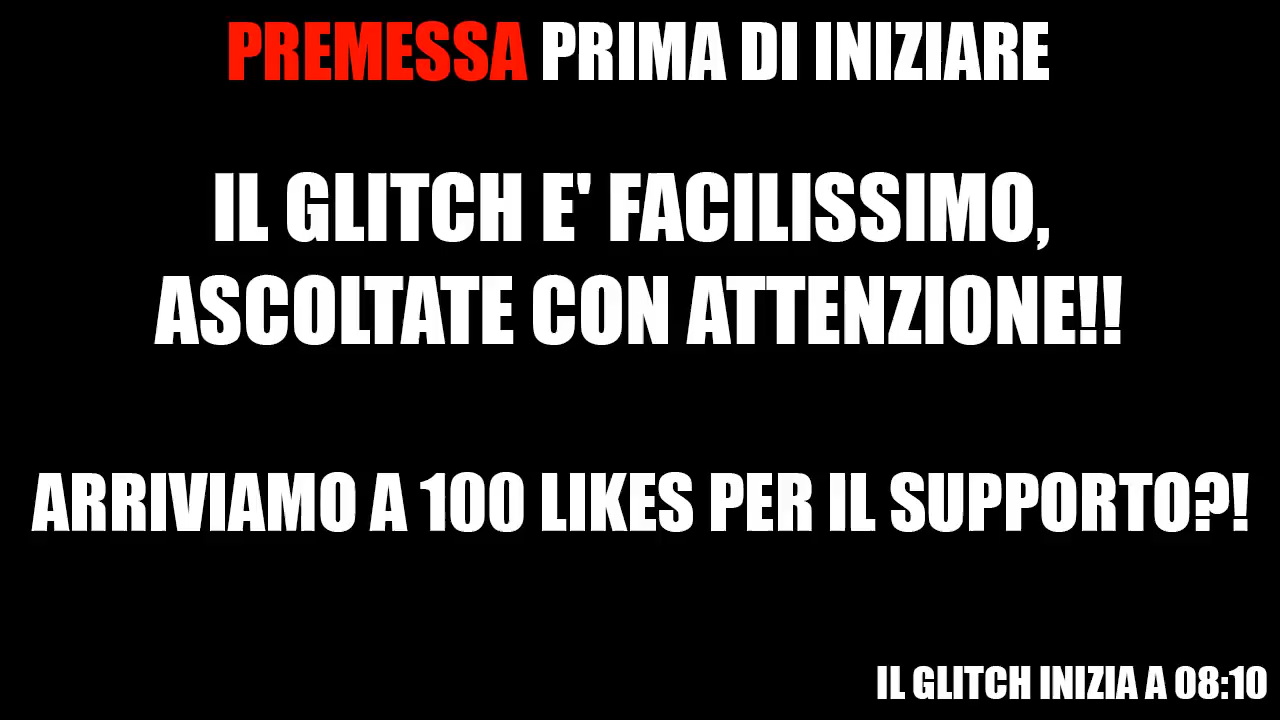 PREMESSA PRIMA DI INIZIARE
IL GLITCH E' FACILISSIMO,
ASCOLTATE CON ATTENZIONE!!
ARRIVIAMO A 100 LIKES PER IL SUPPORTO?!
IL GLITCH INIZIA A 08:10